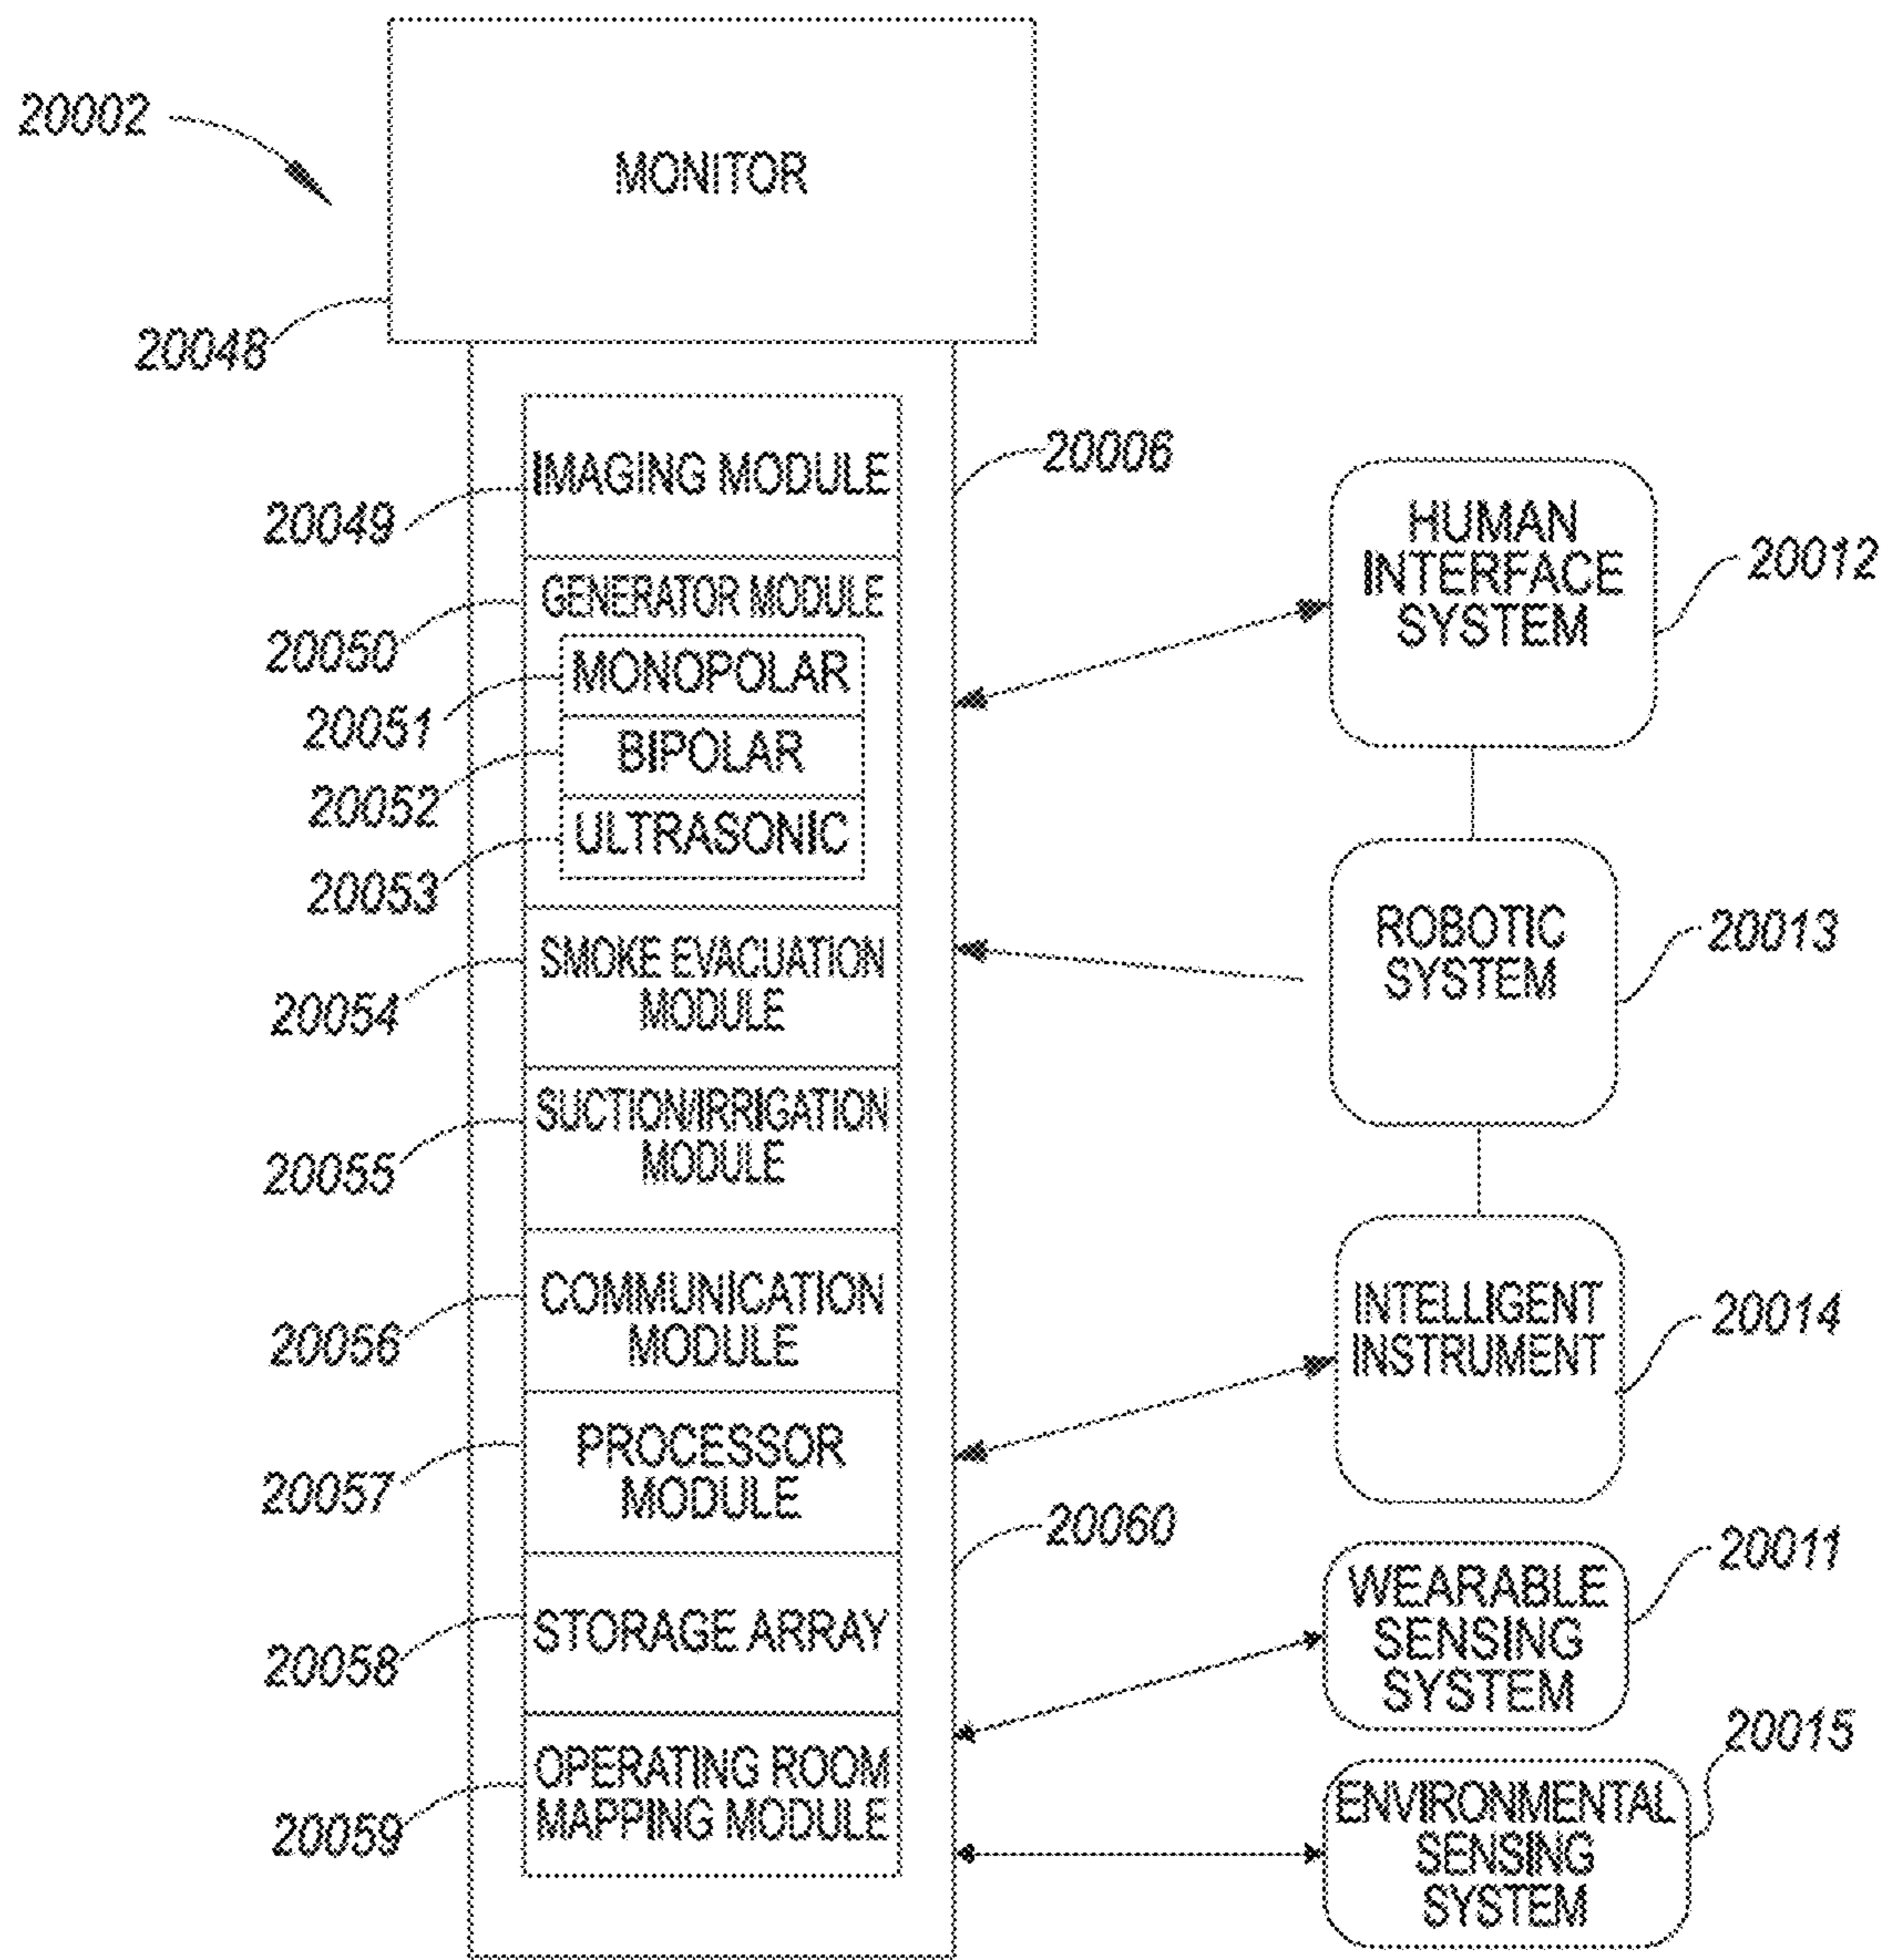 20002
MONITOR
20048
20006
IMAGING MODULE
20049
GENERATOR MODULE
20050
MONOPOLAR
20051
BIPOLAR
20052
ULTRASONIC
20053
SMOKE EVACUATION
MODULE
20054
SUCTION/IRRIGATION
MODULE
20055
COMMUNICATION
MODULE
20056
PROCESSOR
MODULE
20057
20060
STORAGE ARRAY
20058
OPERATING ROOM
MAPPING MODULE
20059
HUMAN
INTERFACE
SYSTEM
20012
ROBOTIC
SYSTEM
20013
INTELLIGENT
INSTRUMENT
20014
WEARABLE
SENSING
SYSTEM
20011
ENVIRONMENTAL
SENSING
SYSTEM
20015